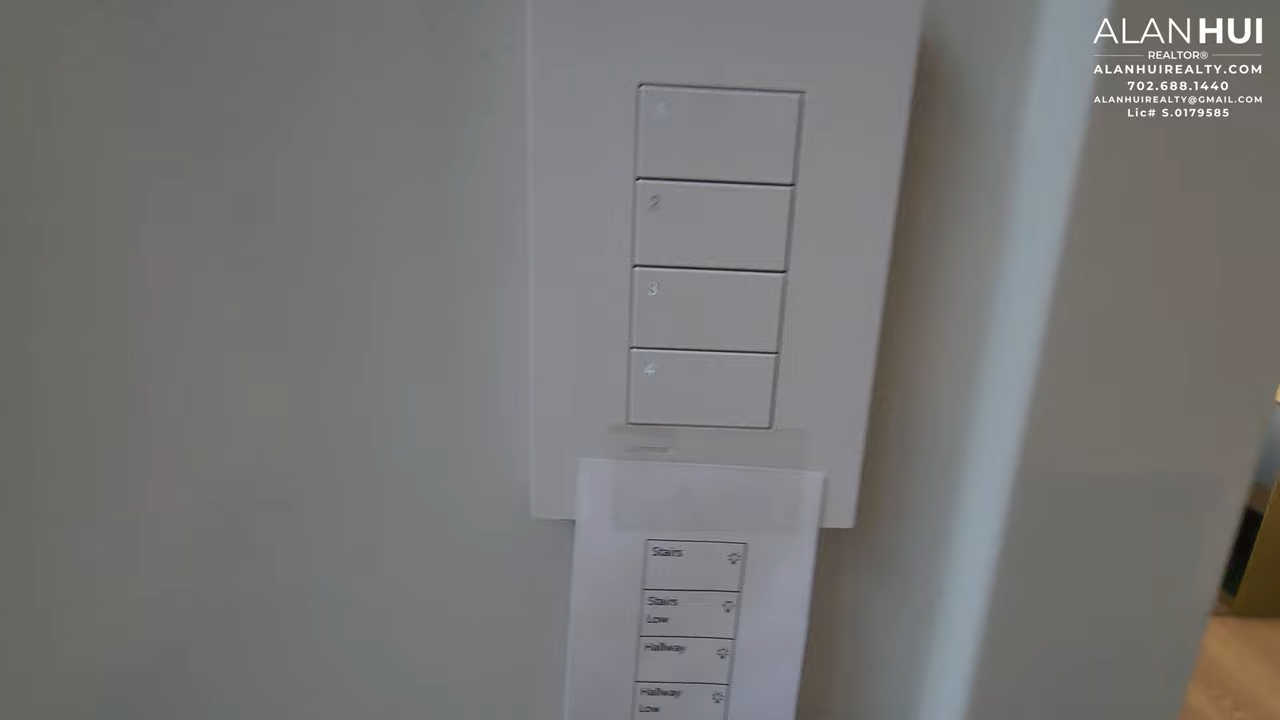 ALANHUI
REALTOR®
ALANHUIREALTY.COM
702.688.1440
ALANHUIREALTY@GMAIL.COM
Lic# S.0179585
2
3
4
Stairs
Stairs
Low
Hallway
Hallway
Low